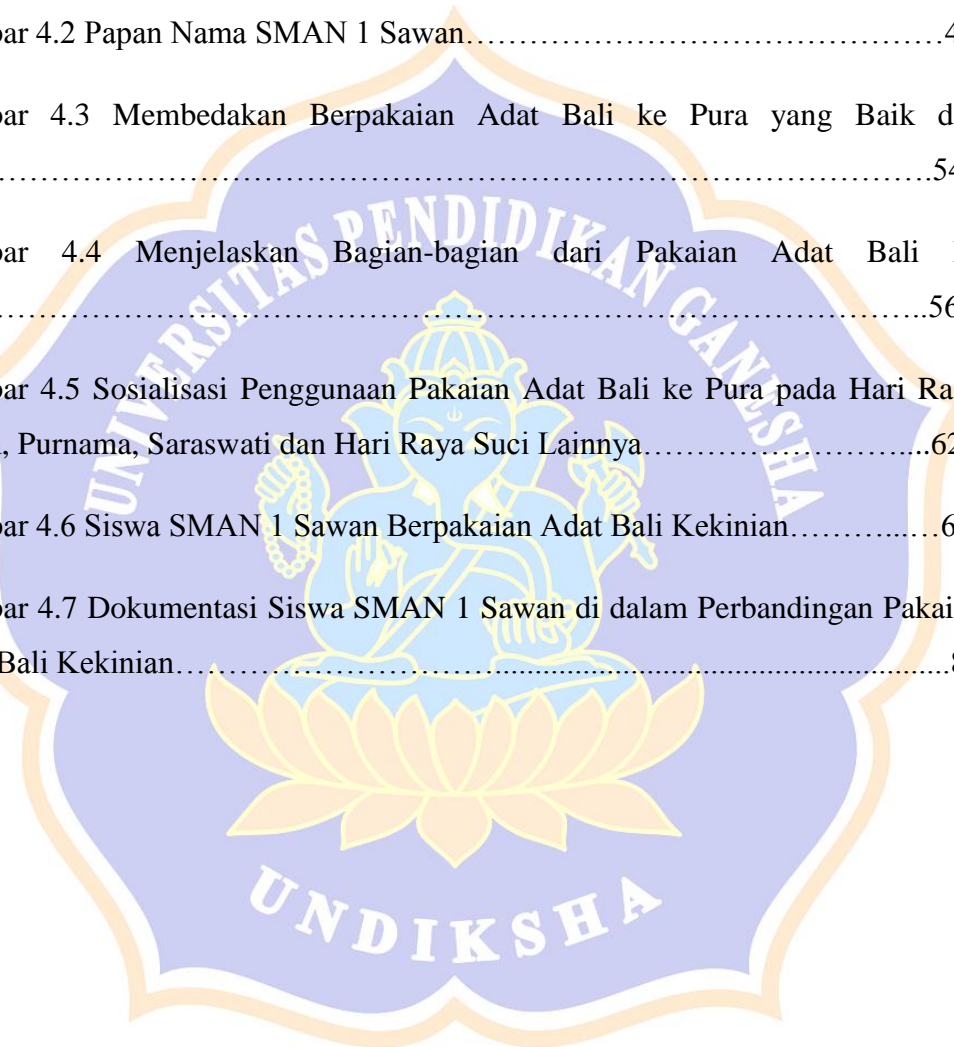 bar 4.2 Papan Nama SMAN 1 Sawan……………………………………………4
bar 4.3 Membedakan Berpakaian Adat Bali ke Pura yang Baik d
………………………………………………………………………………….54
bar 4.4 Menjelaskan Bagian-bagian dari Pakaian Adat Bali
………………………………………………………………………………..56
bar 4.5 Sosialisasi Penggunaan Pakaian Adat Bali ke Pura pada Hari Ra
, Purnama, Saraswati dan Hari Raya Suci Lainnya……………………....62
bar 4.6 Siswa SMAN 1 Sawan Berpakaian Adat Bali Kekinian………...…6
bar 4.7 Dokumentasi Siswa SMAN 1 Sawan di dalam Perbandingan Pakai
Bali Kekinian…………………………….............................................................8
UNIVERSITAS PENDIDIKAN GANESHA
UNDIKSHA